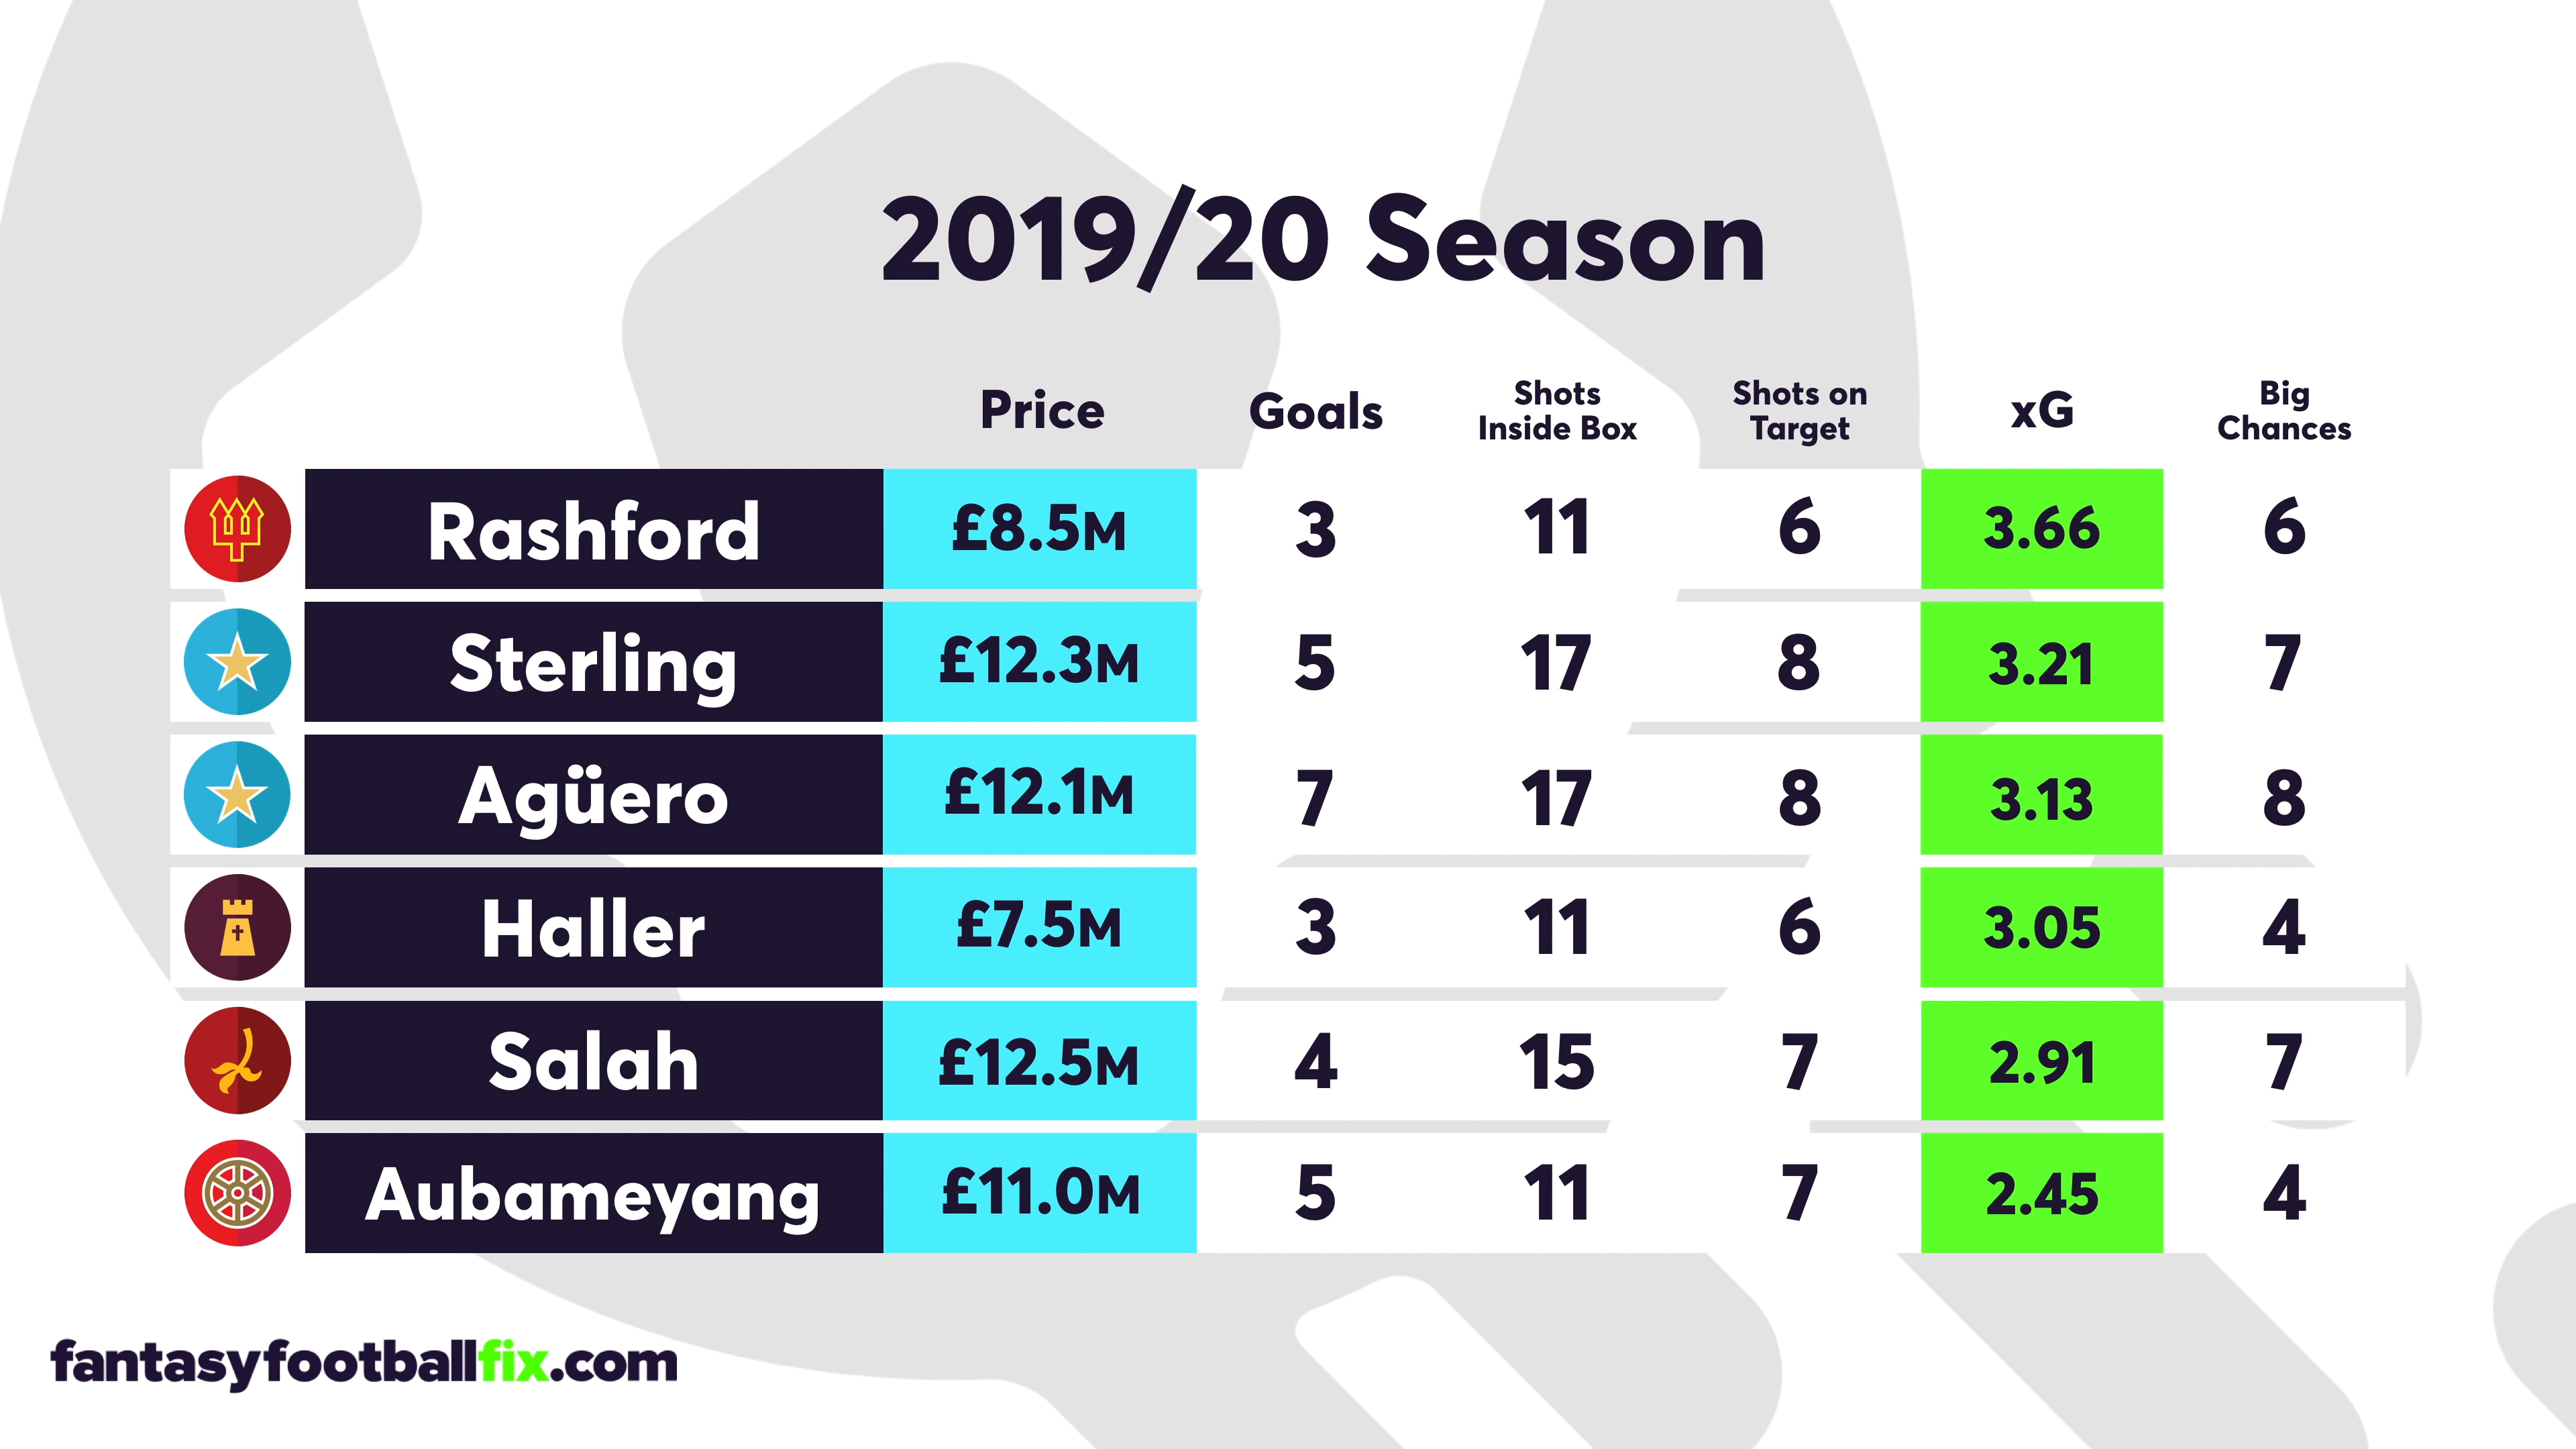 2019/20 Season
Price Goals Shots Inside Box Shots on Target xG Big Chances
Rashford £8.5M 3 11 6 3.66 6
Sterling £12.3M 5 17 8 3.21 7
Agüero £12.1M 7 17 8 3.13 8
Haller £7.5M 3 11 6 3.05 4
Salah £12.5M 4 15 7 2.91 7
Aubameyang £11.0M 5 11 7 2.45 4
fantasyfootballfix.com